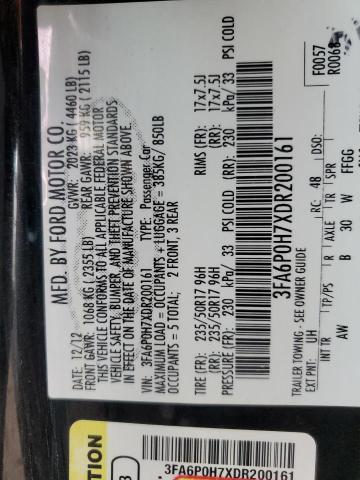 MFD. BY FORD MOTOR CO.
DATE: 12/12 GVWR: 2023 KG ( 4460 LB)
FRONT GAWR: 1068 KG ( 2355 LB) REAR GAWR: 959 KG ( 2115 LB)
THIS VEHICLE CONFORMS TO ALL APPLICABLE FEDERAL MOTOR
VEHICLE SAFETY, BUMPER, AND THEFT PREVENTION STANDARDS
IN EFFECT ON THE DATE OF MANUFACTURE SHOWN ABOVE.
VIN: 3FA6P0H7XDR200161 TYPE: Passenger Car
MAXIMUM LOAD = OCCUPANTS + LUGGAGE = 385KG/ 850LB
OCCUPANTS = 5 TOTAL; 2 FRONT, 3 REAR
TIRE (FR): 235/50R17 96H RIMS (FR): 17x7.5J
TIRE (RR): 235/50R17 96H RIMS (RR): 17x7.5J
PRESSURE (FR): 230 kPa/ 33 PSI COLD (RR): 230 kPa/ 33 PSI COLD
3FA6P0H7XDR200161
F0057
R0068
TRAILER TOWING - SEE OWNER GUIDE
EXT PNT: UH RC: 48 DSO:
INT TR TP/PS R AXLE TR SPR
AW B 30 W FEGG
TION
3FA6P0H7XDR200161